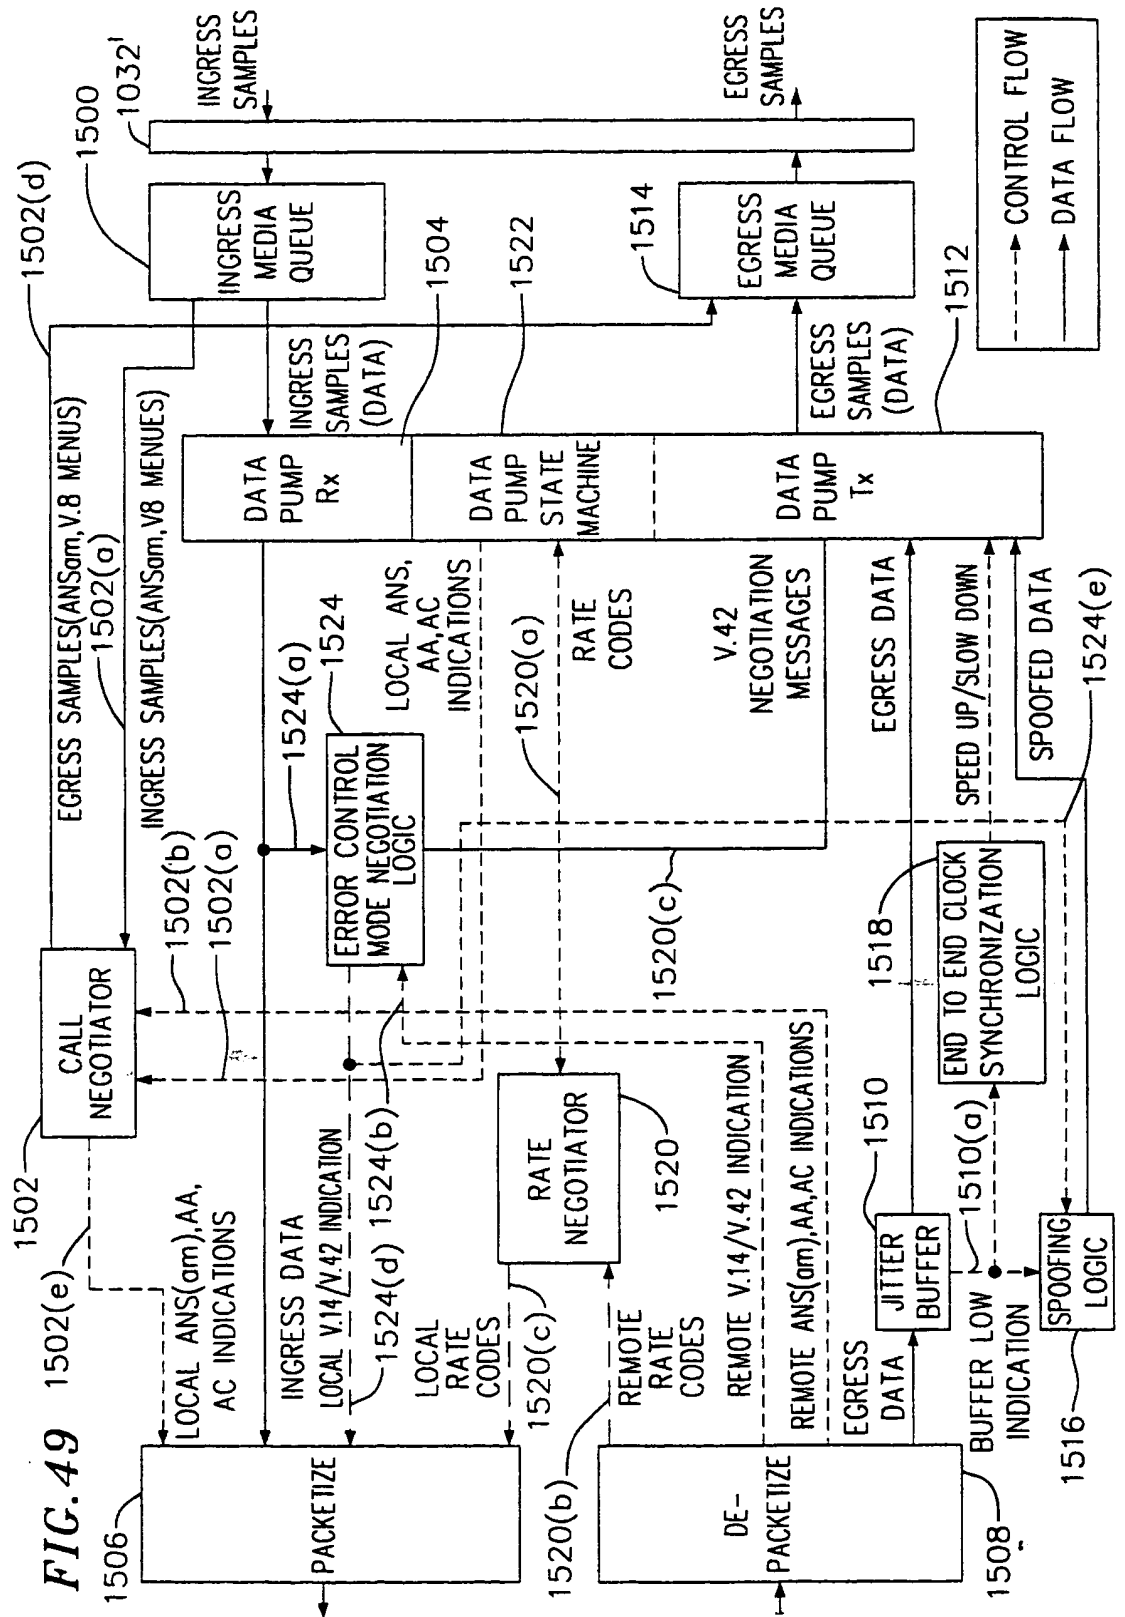 FIG.49
1506
PACKETIZE
1502(e)
LOCAL ANS(am),AA,
AC INDICATIONS
INGRESS DATA
LOCAL V.14/V.42 INDICATION
1524(d)
1524(b)
LOCAL
RATE
CODES
1520(c)
1520(b)
REMOTE
RATE
CODES
DE-
PACKETIZE
1508
REMOTE V.14/V.42 INDICATION
REMOTE ANS(am),AA,AC INDICATIONS
EGRESS
DATA
BUFFER LOW
INDICATION
1516
1502
CALL
NEGOTIATOR
1502(b)
1502(a)
RATE
NEGOTIATOR
1520
1510
JITTER
BUFFER
1510(a)
SPOOFING
LOGIC
ERROR CONTROL
MODE NEGOTIATION
LOGIC
1524
1524(a)
1520(c)
1518
END TO END CLOCK
SYNCHRONIZATION
LOGIC
EGRESS SAMPLES(ANSam,V.8 MENUS)
1502(a)
INGRESS SAMPLES(ANSam,V8 MENUES)
LOCAL ANS,
AA,AC
INDICATIONS
1520(a)
RATE
CODES
V.42
NEGOTIATION
MESSAGES
EGRESS DATA
SPEED UP/SLOW DOWN
SPOOFED DATA
1524(e)
DATA
PUMP
Rx
DATA
PUMP
STATE
MACHINE
DATA
PUMP
Tx
1502(d)
INGRESS
SAMPLES
(DATA)
1504
1522
EGRESS
SAMPLES
(DATA)
1512
1500
INGRESS
MEDIA
QUEUE
1514
EGRESS
MEDIA
QUEUE
1032'
INGRESS
SAMPLES
EGRESS
SAMPLES
CONTROL FLOW
DATA FLOW